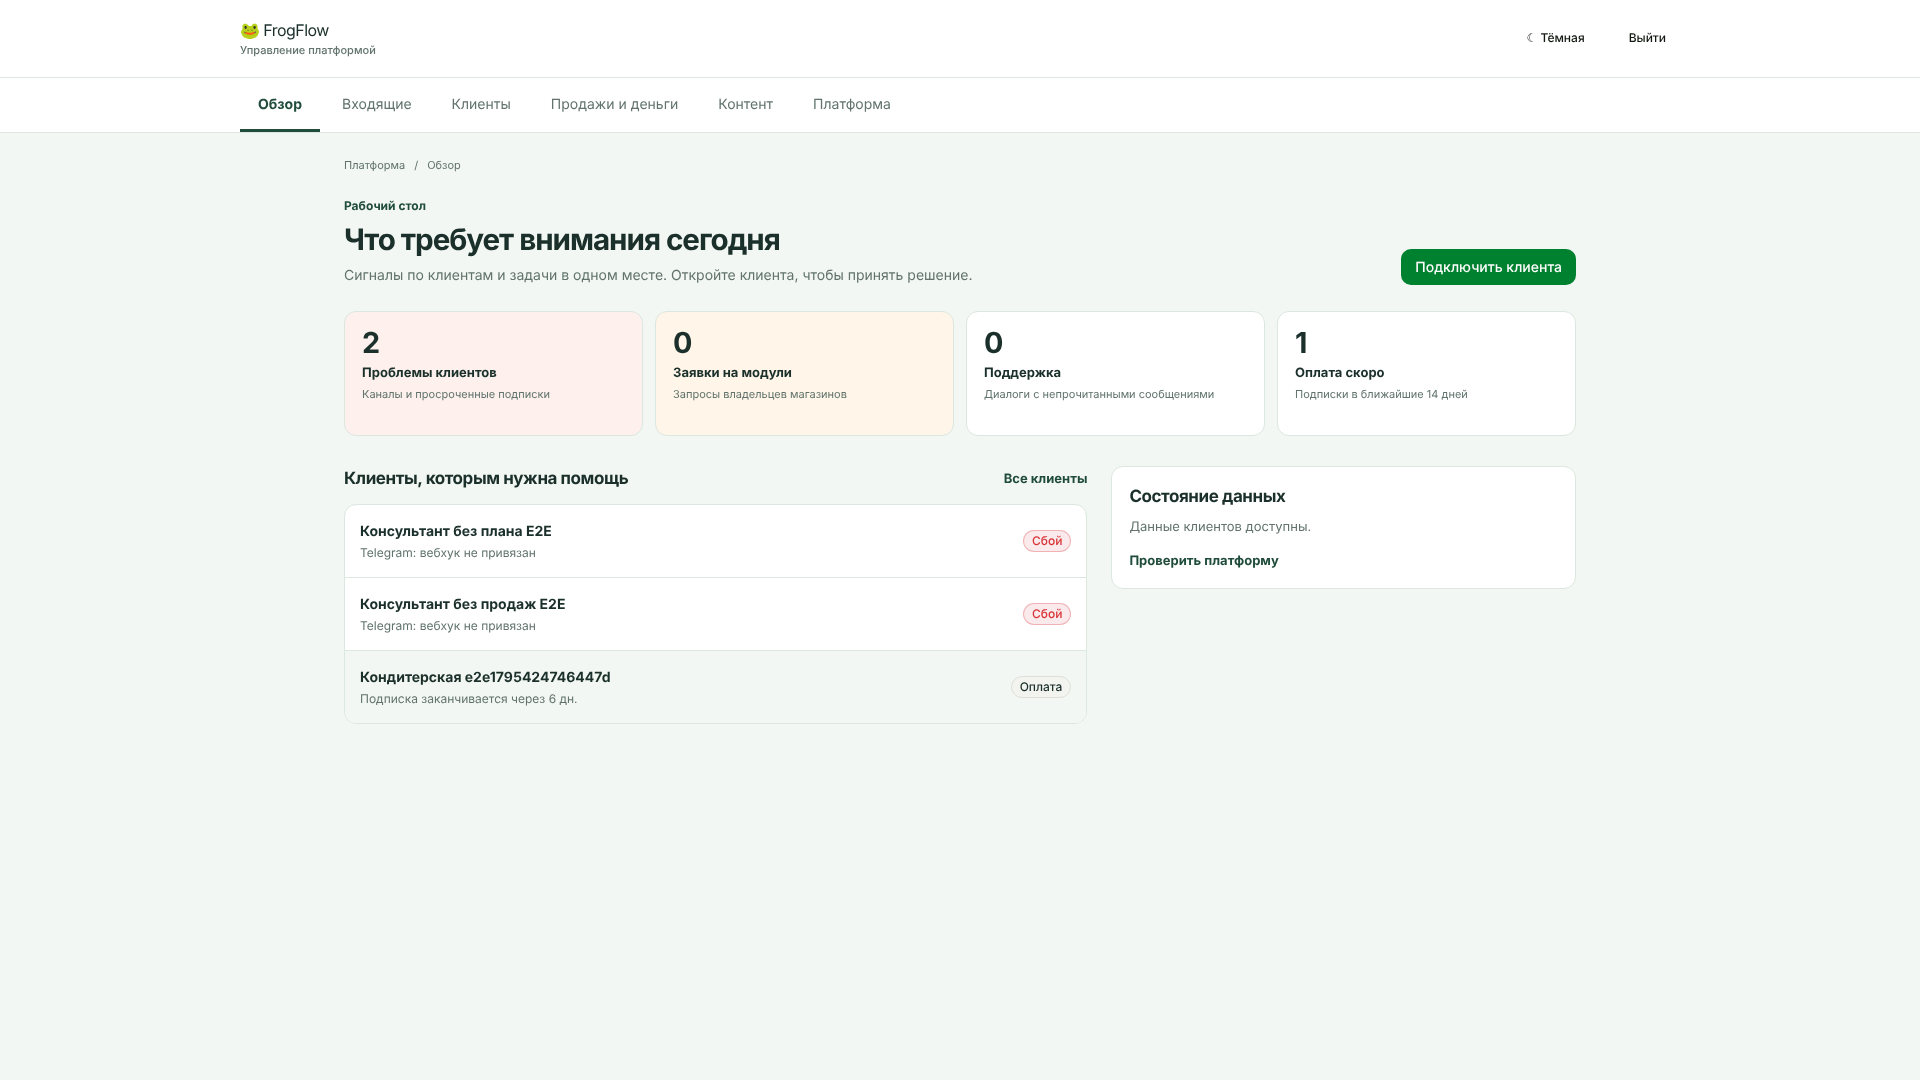 🐸 FrogFlow
Управление платформой
☾ Тёмная
Выйти
Обзор
Входящие
Клиенты
Продажи и деньги
Контент
Платформа
Платформа / Обзор
Рабочий стол
Что требует внимания сегодня
Сигналы по клиентам и задачи в одном месте. Откройте клиента, чтобы принять решение.
Подключить клиента
2
Проблемы клиентов
Каналы и просроченные подписки
0
Заявки на модули
Запросы владельцев магазинов
0
Поддержка
Диалоги с непрочитанными сообщениями
1
Оплата скоро
Подписки в ближайшие 14 дней
Клиенты, которым нужна помощь
Все клиенты
Консультант без плана E2E
Telegram: вебхук не привязан
Сбой
Консультант без продаж E2E
Telegram: вебхук не привязан
Сбой
Кондитерская e2e1795424746447d
Подписка заканчивается через 6 дн.
Оплата
Состояние данных
Данные клиентов доступны.
Проверить платформу